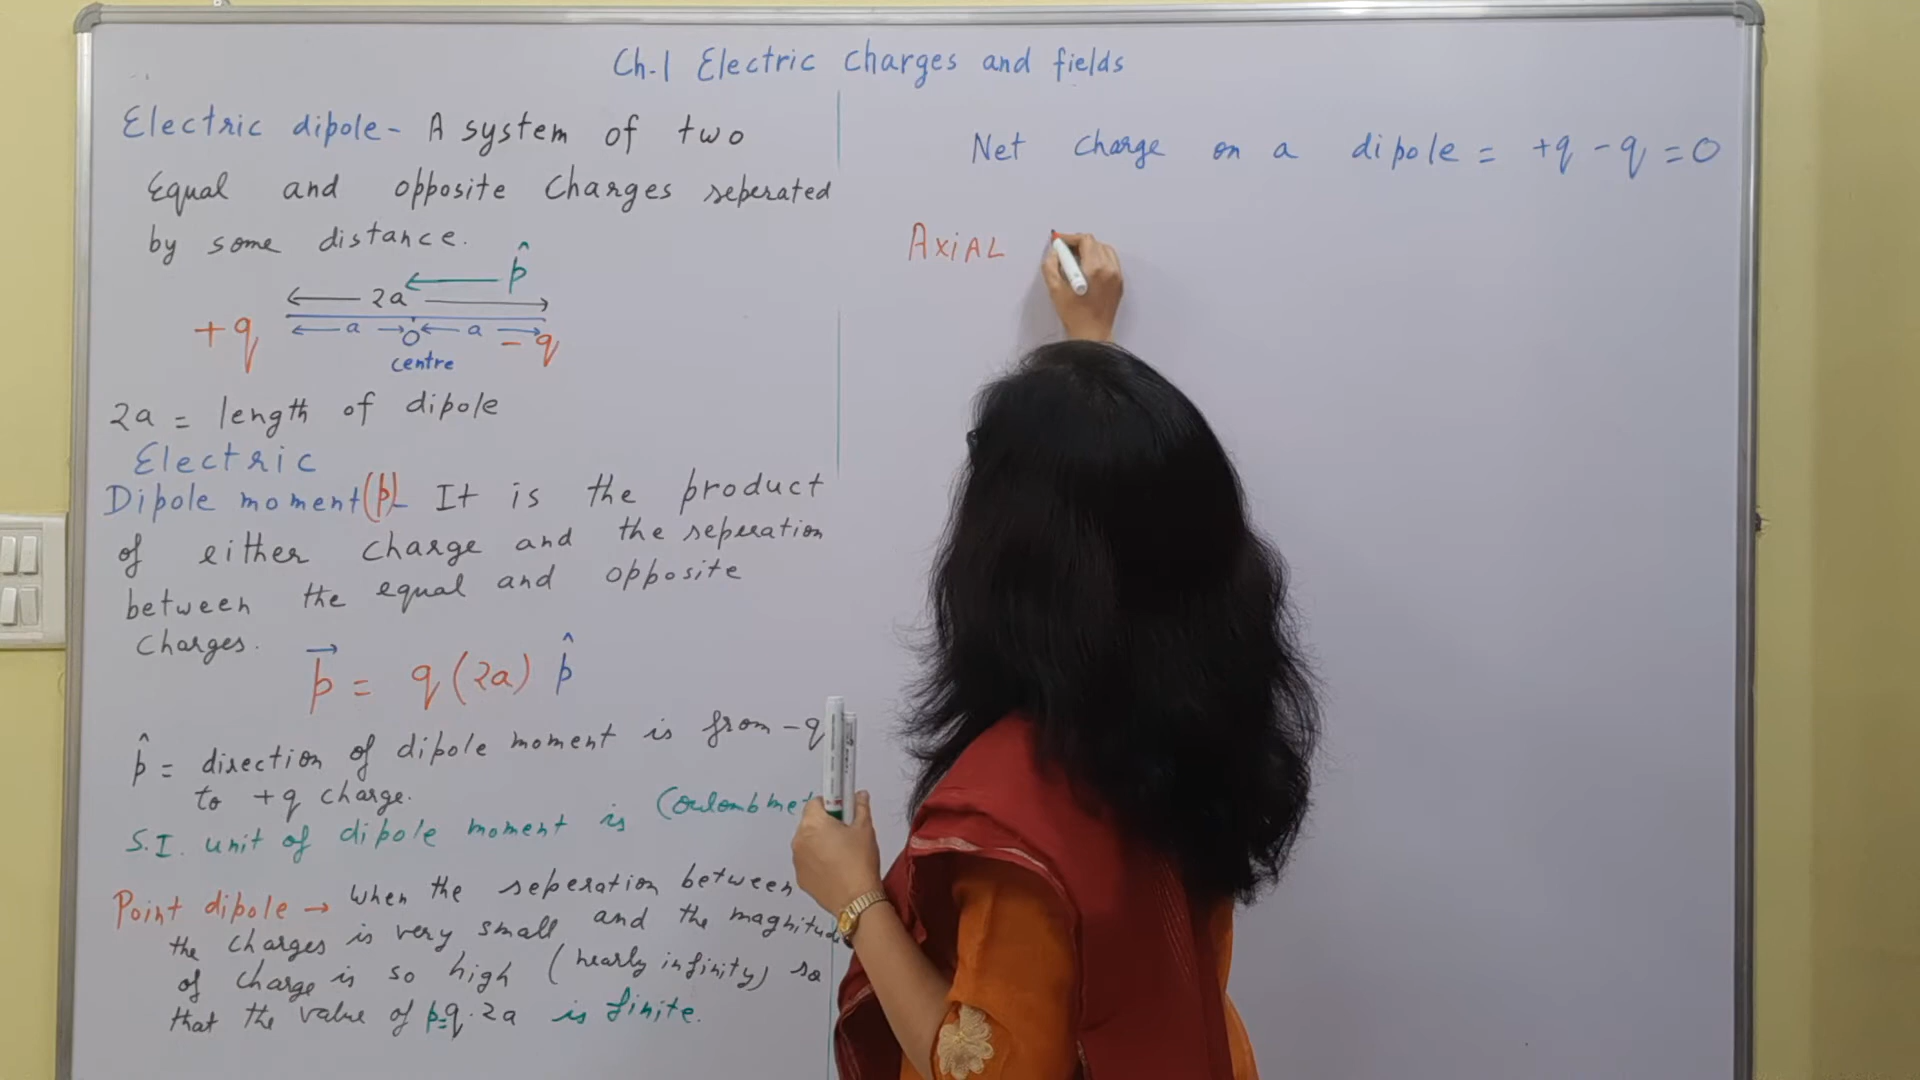 Ch.1 Electric Charges and fields
Electric dipole- A system of two
Equal and opposite Charges seperated
by some distance.
p̂
2a
+q a O a -q
centre
2a = length of dipole
Electric
Dipole moment(p)- It is the product
of either charge and the seperation
between the equal and opposite
Charges.
p⃗ = q(2a) p̂
p̂ = direction of dipole moment is from -q
to +q charge.
S.I. unit of dipole moment is Coulomb met
Point dipole → When the seperation between
the charges is very small and the magnitude
of charge is so high (nearly infinity) so
that the value of p=q.2a is finite.
Net charge on a dipole = +q -q = 0
AxiAL